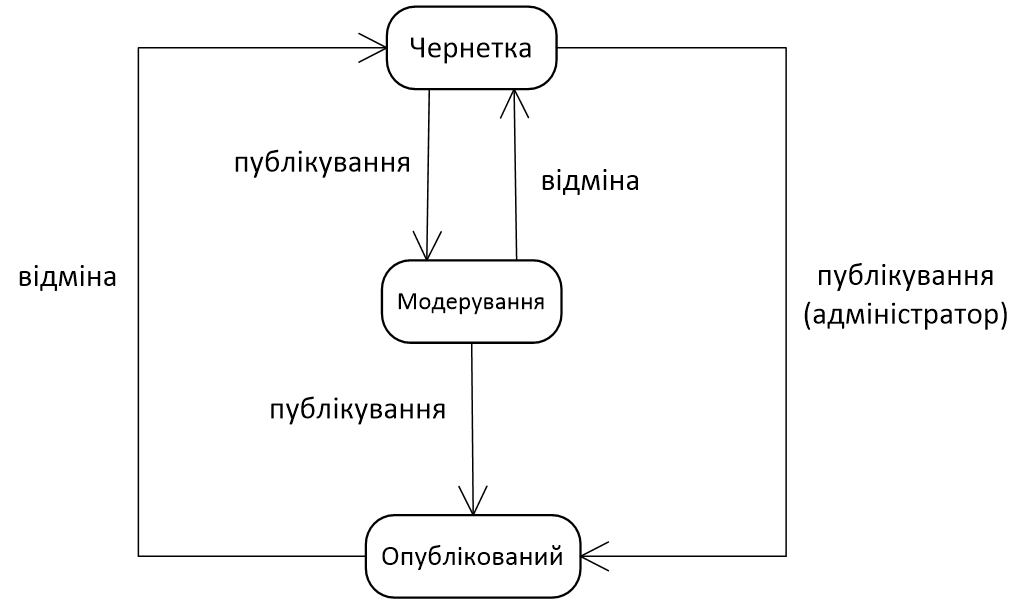 Чернетка
публікування
відміна
відміна
публікування
(адміністратор)
Модерування
публікування
Опублікований